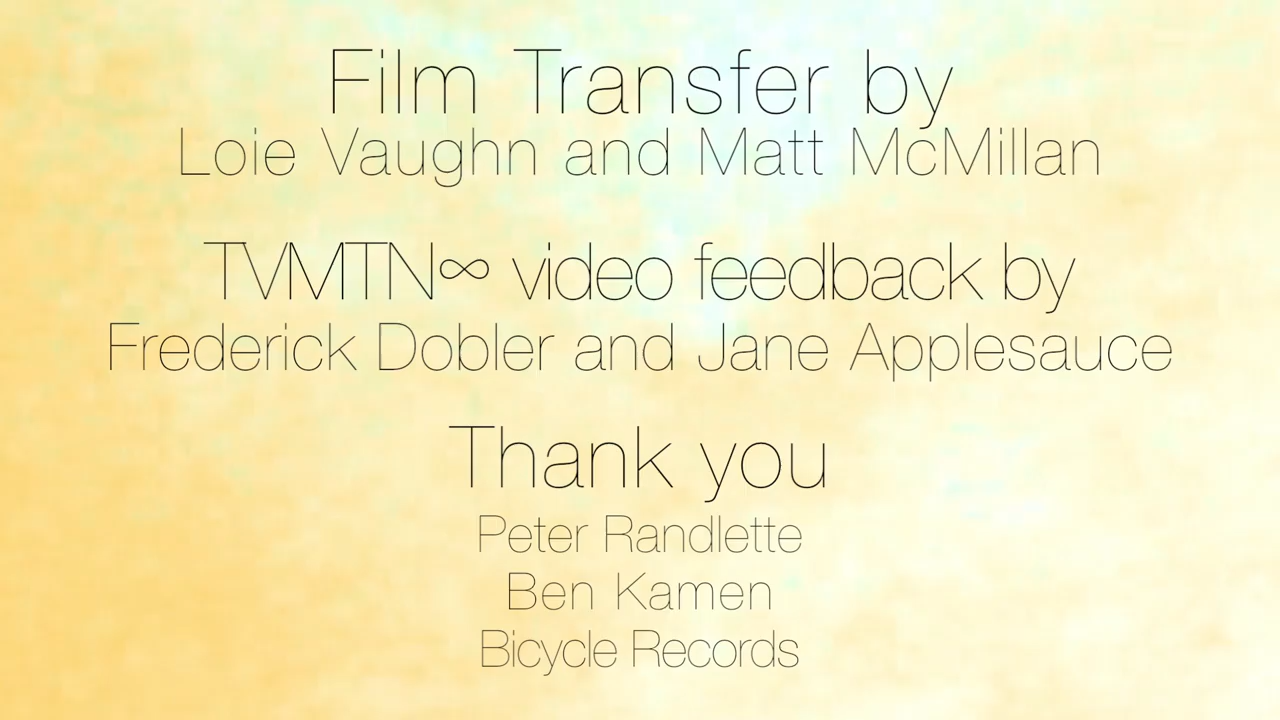 Film Transfer by
Loie Vaughn and Matt McMillan
TVMTN∞ video feedback by
Frederick Dobler and Jane Applesauce
Thank you
Peter Randlette
Ben Kamen
Bicycle Records